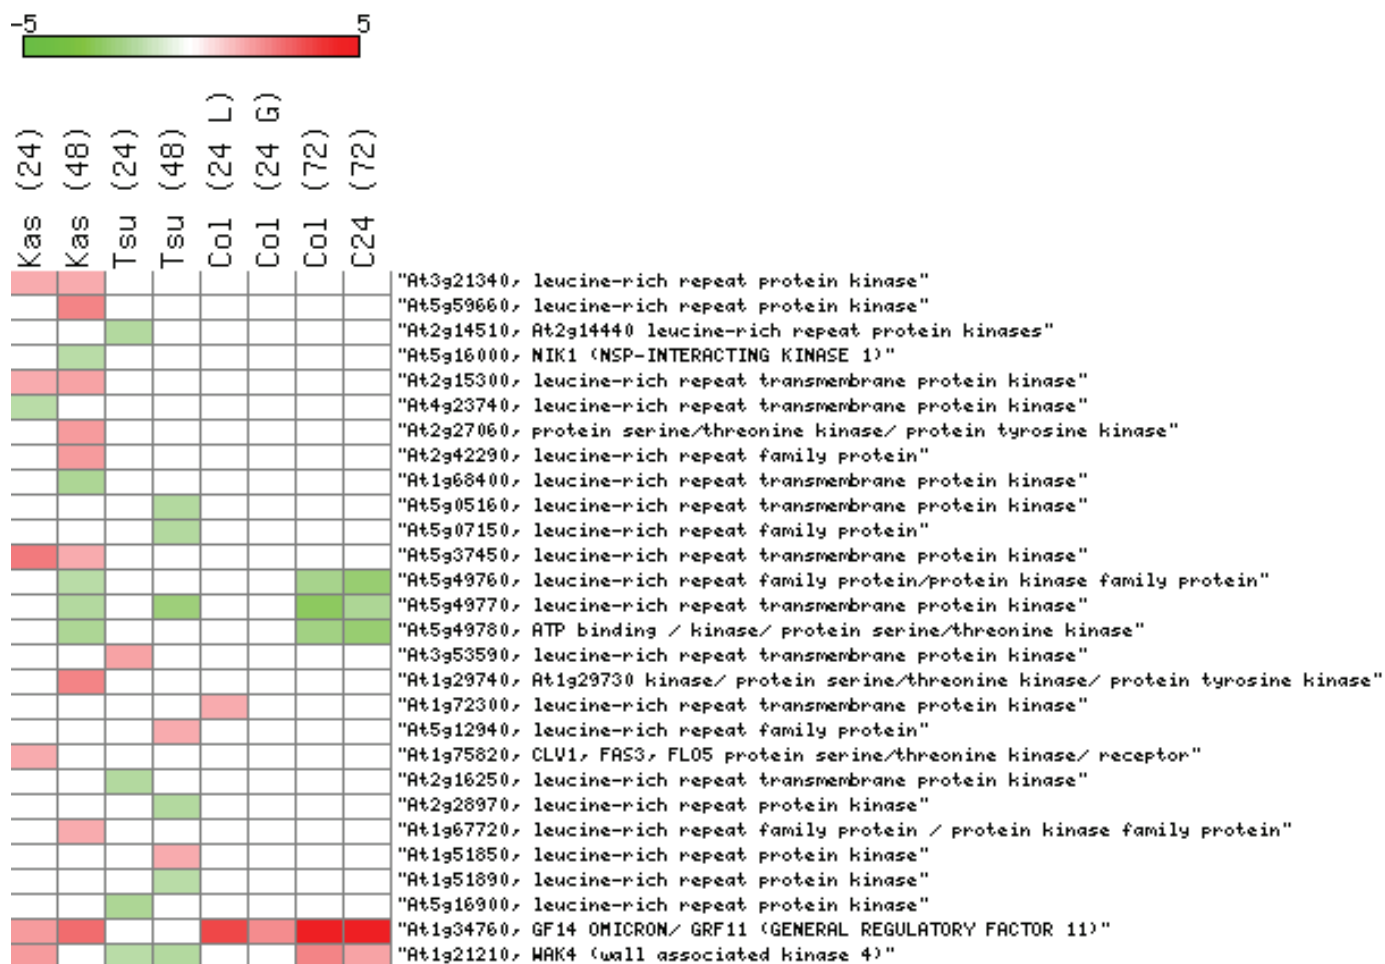 -5 5
Kas (24)
Kas (48)
Tsu (24)
Tsu (48)
Col (24 L)
Col (24 G)
Col (72)
C24 (72)
"At3g21340, leucine-rich repeat protein kinase"
"At5g59660, leucine-rich repeat protein kinase"
"At2g14510, At2g14440 leucine-rich repeat protein kinases"
"At5g16000, NIK1 (NSP-INTERACTING KINASE 1)"
"At2g15300, leucine-rich repeat transmembrane protein kinase"
"At4g23740, leucine-rich repeat transmembrane protein kinase"
"At2g27060, protein serine/threonine kinase/ protein tyrosine kinase"
"At2g42290, leucine-rich repeat family protein"
"At1g68400, leucine-rich repeat transmembrane protein kinase"
"At5g05160, leucine-rich repeat transmembrane protein kinase"
"At5g07150, leucine-rich repeat family protein"
"At5g37450, leucine-rich repeat transmembrane protein kinase"
"At5g49760, leucine-rich repeat family protein/protein kinase family protein"
"At5g49770, leucine-rich repeat transmembrane protein kinase"
"At5g49780, ATP binding / kinase/ protein serine/threonine kinase"
"At3g53590, leucine-rich repeat transmembrane protein kinase"
"At1g29740, At1g29730 kinase/ protein serine/threonine kinase/ protein tyrosine kinase"
"At1g72300, leucine-rich repeat transmembrane protein kinase"
"At5g12940, leucine-rich repeat family protein"
"At1g75820, CLV1, FAS3, FLO5 protein serine/threonine kinase/ receptor"
"At2g16250, leucine-rich repeat transmembrane protein kinase"
"At2g28970, leucine-rich repeat protein kinase"
"At1g67720, leucine-rich repeat family protein / protein kinase family protein"
"At1g51850, leucine-rich repeat protein kinase"
"At1g51890, leucine-rich repeat protein kinase"
"At5g16900, leucine-rich repeat protein kinase"
"At1g34760, GF14 OMICRON/ GRF11 (GENERAL REGULATORY FACTOR 11)"
"At1g21210, WAK4 (wall associated kinase 4)"